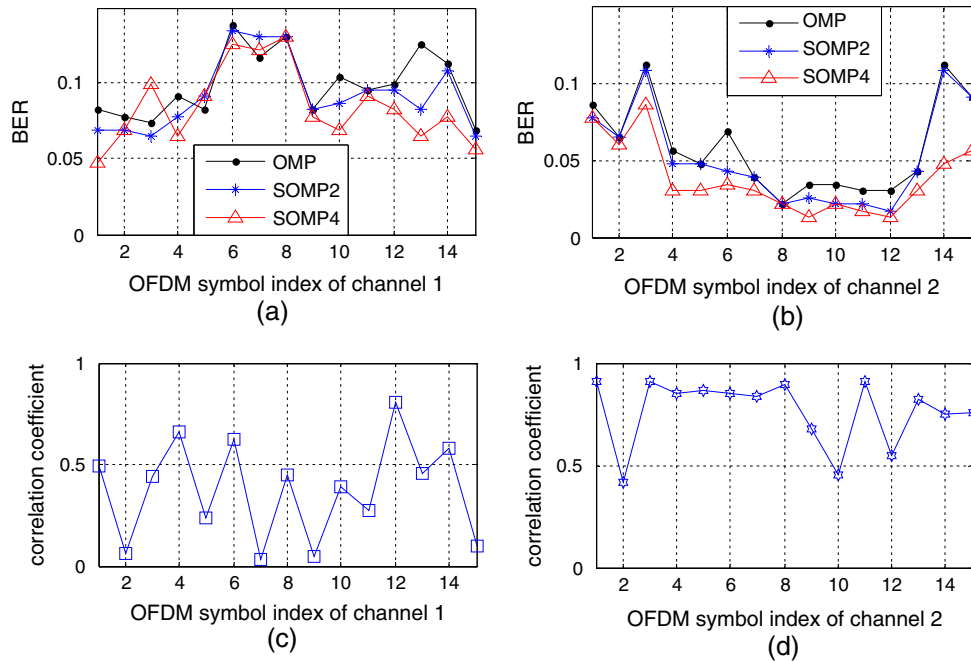 BER
0.1
0.05
0
2 4 6 8 10 12 14
OMP
SOMP2
SOMP4
OFDM symbol index of channel 1
(a)
BER
0.1
0.05
0
2 4 6 8 10 12 14
OMP
SOMP2
SOMP4
OFDM symbol index of channel 2
(b)
correlation coefficient
1
0.5
0
2 4 6 8 10 12 14
OFDM symbol index of channel 1
(c)
correlation coefficient
1
0.5
0
2 4 6 8 10 12 14
OFDM symbol index of channel 2
(d)